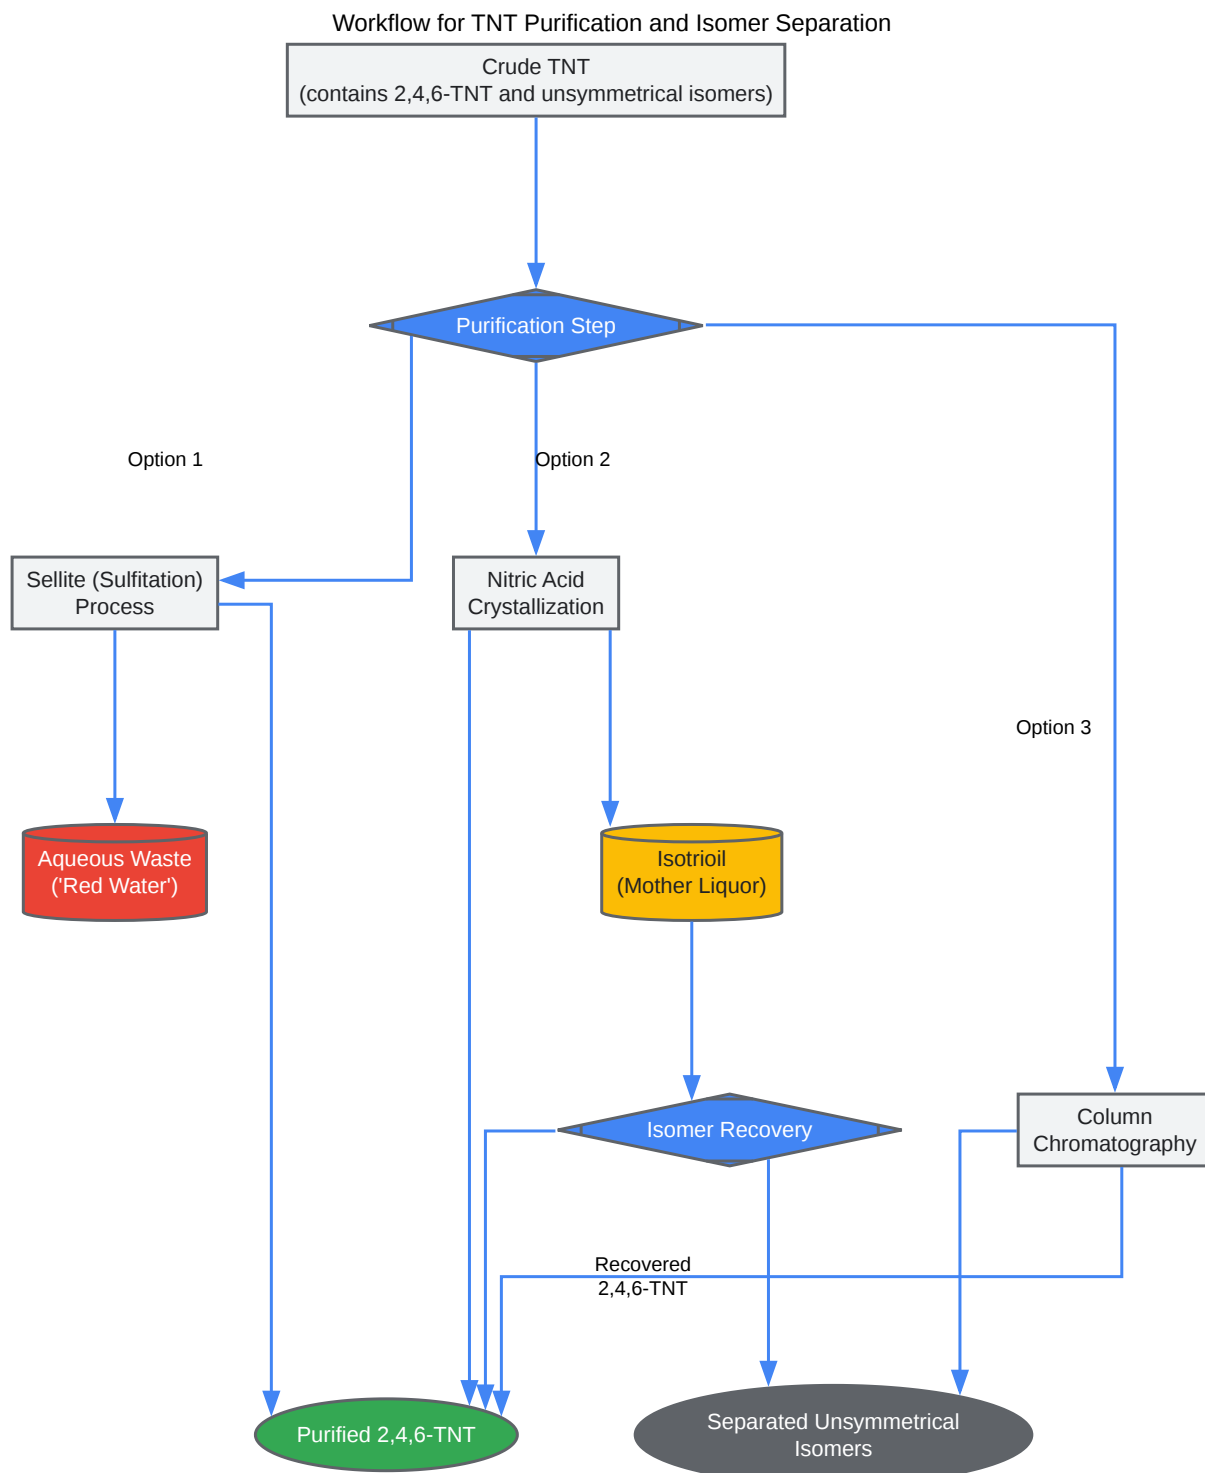 Workflow for TNT Purification and Isomer Separation
Crude TNT
(contains 2,4,6-TNT and unsymmetrical isomers)
Purification Step
Option 1
Option 2
Sellite (Sulfitation)
Process
Nitric Acid
Crystallization
Option 3
Aqueous Waste
('Red Water')
Isotrioil
(Mother Liquor)
Isomer Recovery
Column
Chromatography
Recovered
2,4,6-TNT
Purified 2,4,6-TNT
Separated Unsymmetrical
Isomers